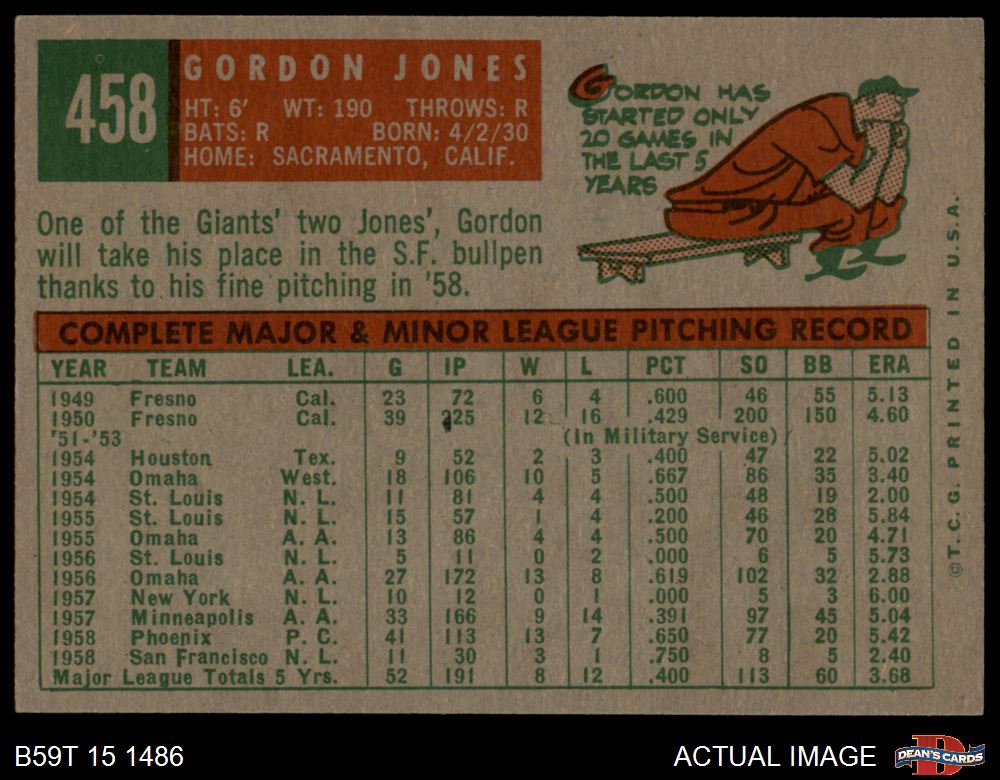 458
GORDON JONES
HT: 6' WT: 190 THROWS: R
BATS: R BORN: 4/2/30
HOME: SACRAMENTO, CALIF.
GORDON HAS
STARTED ONLY
20 GAMES IN
THE LAST 5
YEARS
One of the Giants' two Jones', Gordon
will take his place in the S.F. bullpen
thanks to his fine pitching in '58.
COMPLETE MAJOR & MINOR LEAGUE PITCHING RECORD
YEAR TEAM LEA. G IP W L PCT SO BB ERA
1949 Fresno Cal. 23 72 6 4 .600 46 55 5.13
1950 Fresno Cal. 39 225 12 16 .429 200 150 4.60
'51-'53 (In Military Service)
1954 Houston Tex. 9 52 2 3 .400 47 22 5.02
1954 Omaha West. 18 106 10 5 .667 86 35 3.40
1954 St. Louis N. L. 11 81 4 4 .500 48 19 2.00
1955 St. Louis N. L. 15 57 1 4 .200 46 28 5.84
1955 Omaha A. A. 13 86 4 4 .500 70 20 4.71
1956 St. Louis N. L. 5 11 0 2 .000 6 5 5.73
1956 Omaha A. A. 27 172 13 8 .619 102 32 2.88
1957 New York N. L. 10 12 0 1 .000 5 3 6.00
1957 Minneapolis A. A. 33 166 9 14 .391 97 45 5.04
1958 Phoenix P. C. 41 113 13 7 .650 77 20 5.42
1958 San Francisco N. L. 11 30 3 1 .750 8 5 2.40
Major League Totals 5 Yrs. 52 191 8 12 .400 113 60 3.68
©T.C.G. PRINTED IN U.S.A.
B59T 15 1486
ACTUAL IMAGE
D
DEAN'S CARDS